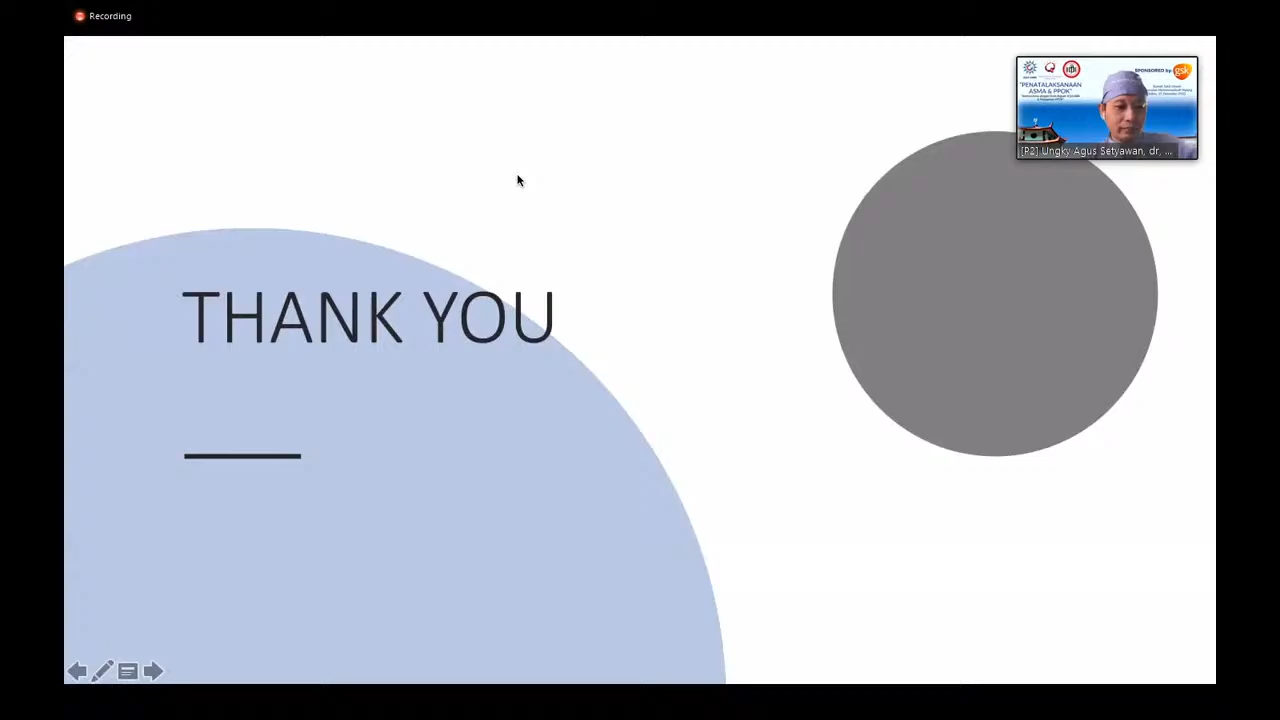 Recording
SPONSORED by:
gsk
"PENATALAKSANAAN
ASMA & PPOK"
[P2] Ungky Agus Setyawan, dr, ...
THANK YOU